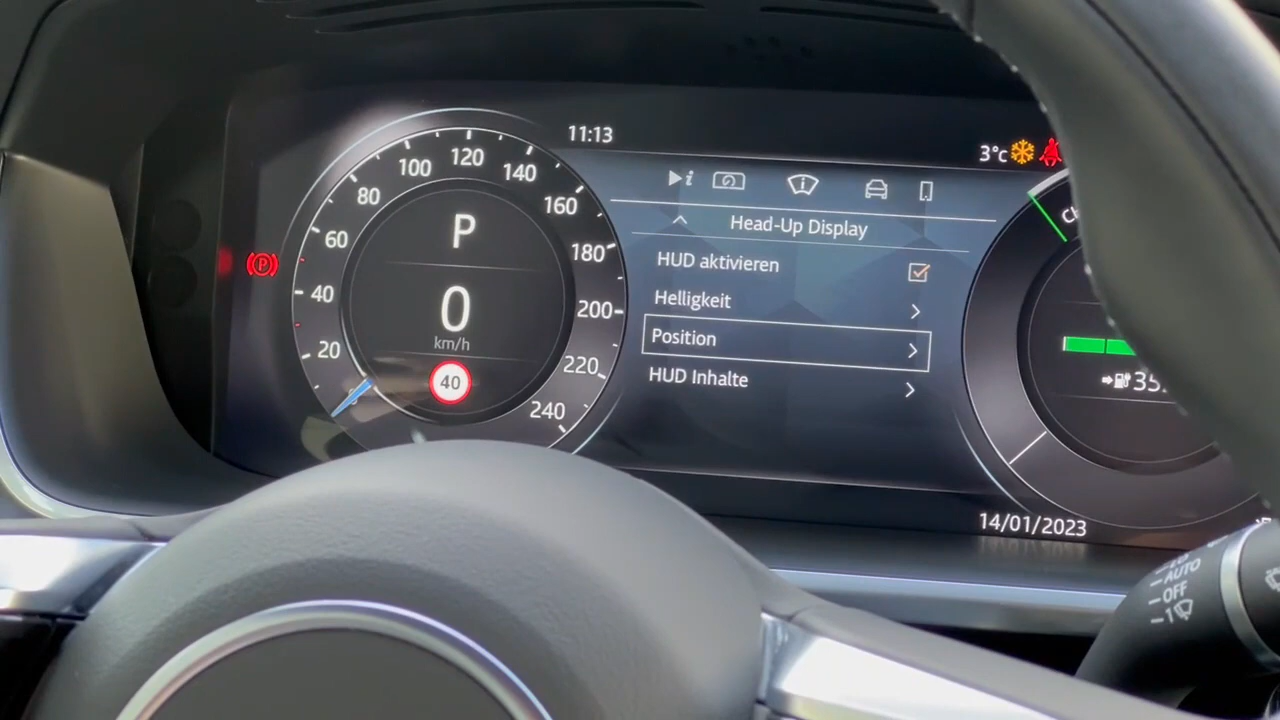 11:13
3°c
P
0
km/h
40
20
40
60
80
100
120
140
160
180
200
220
240
Head-Up Display
HUD aktivieren
Helligkeit
Position
HUD Inhalte
14/01/2023
AUTO
OFF
1